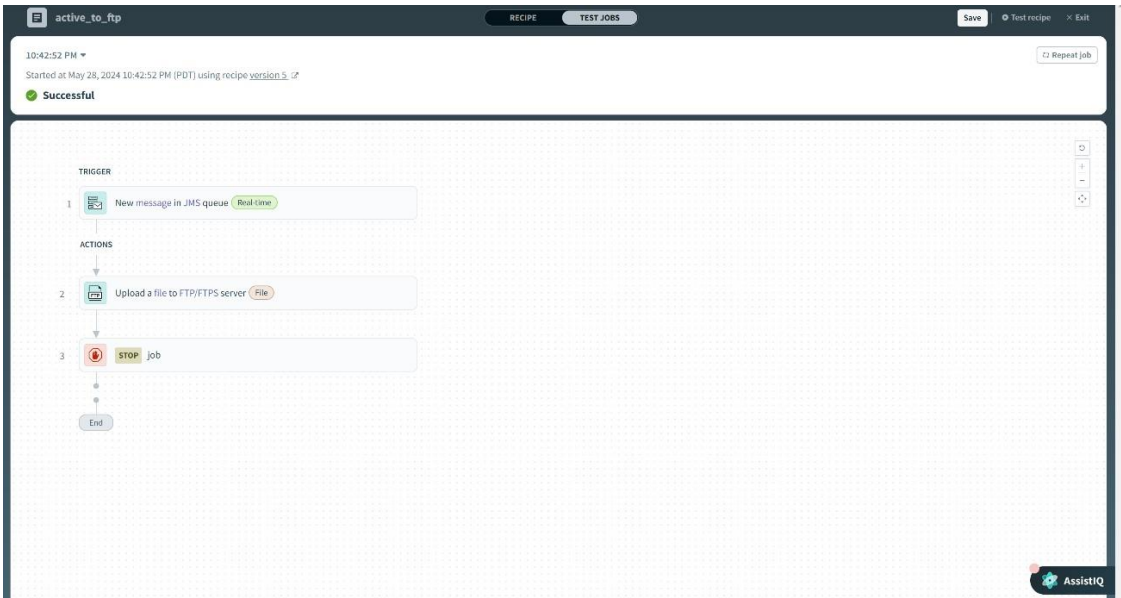 active_to_ftp
RECIPE
TEST JOBS
Save
Test recipe
Exit
10:42:52 PM
Started at May 28, 2024 10:42:52 PM (PDT) using recipe version 5
Repeat job
Successful
TRIGGER
1 New message in JMS queue Real-time
ACTIONS
2 Upload a file to FTP/FTPS server File
3 STOP job
End
AssistIQ